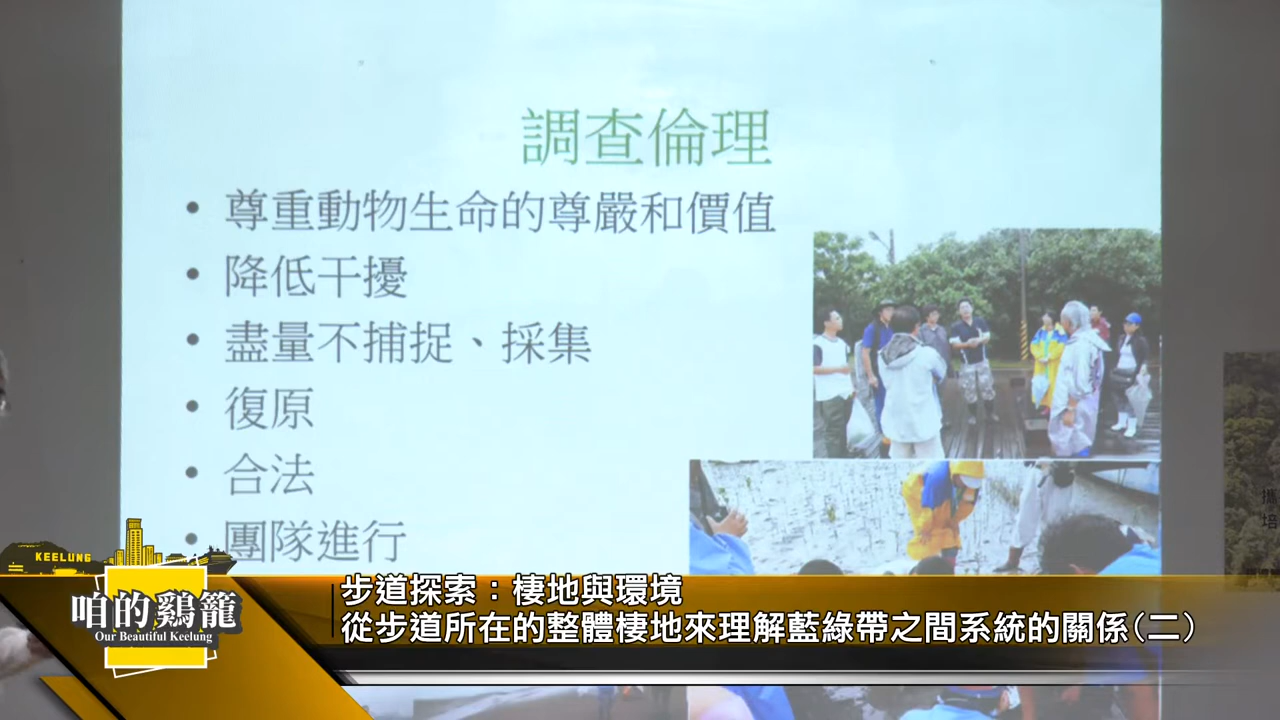 調查倫理
• 尊重動物生命的尊嚴和價值
• 降低干擾
• 盡量不捕捉、採集
• 復原
• 合法
• 團隊進行
KEELUNG
咱的鷄籠
Our Beautiful Keelung
步道探索：棲地與環境
從步道所在的整體棲地來理解藍綠帶之間系統的關係(二)